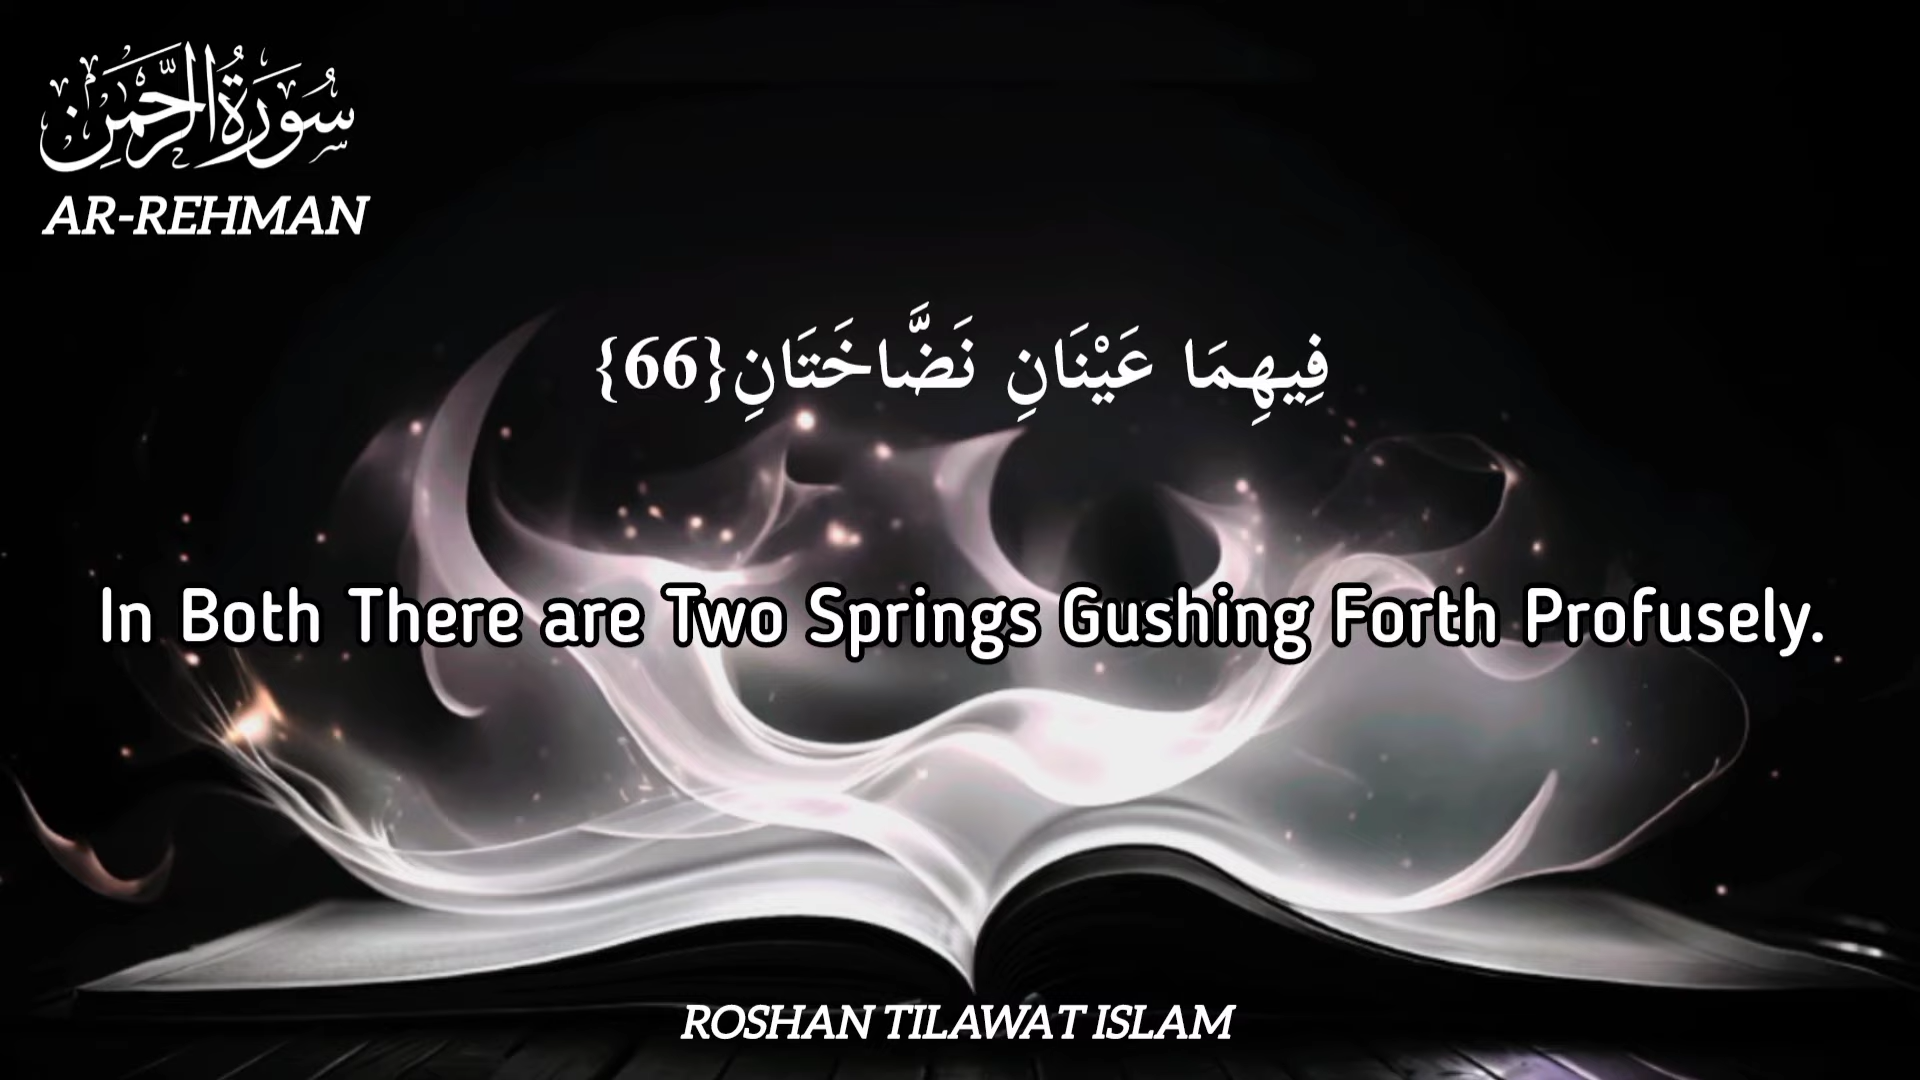 سُورَةُ الرَّحْمَٰنِ
AR-REHMAN
فِيهِمَا عَيْنَانِ نَضَّاخَتَانِ{66}
In Both There are Two Springs Gushing Forth Profusely.
ROSHAN TILAWAT ISLAM